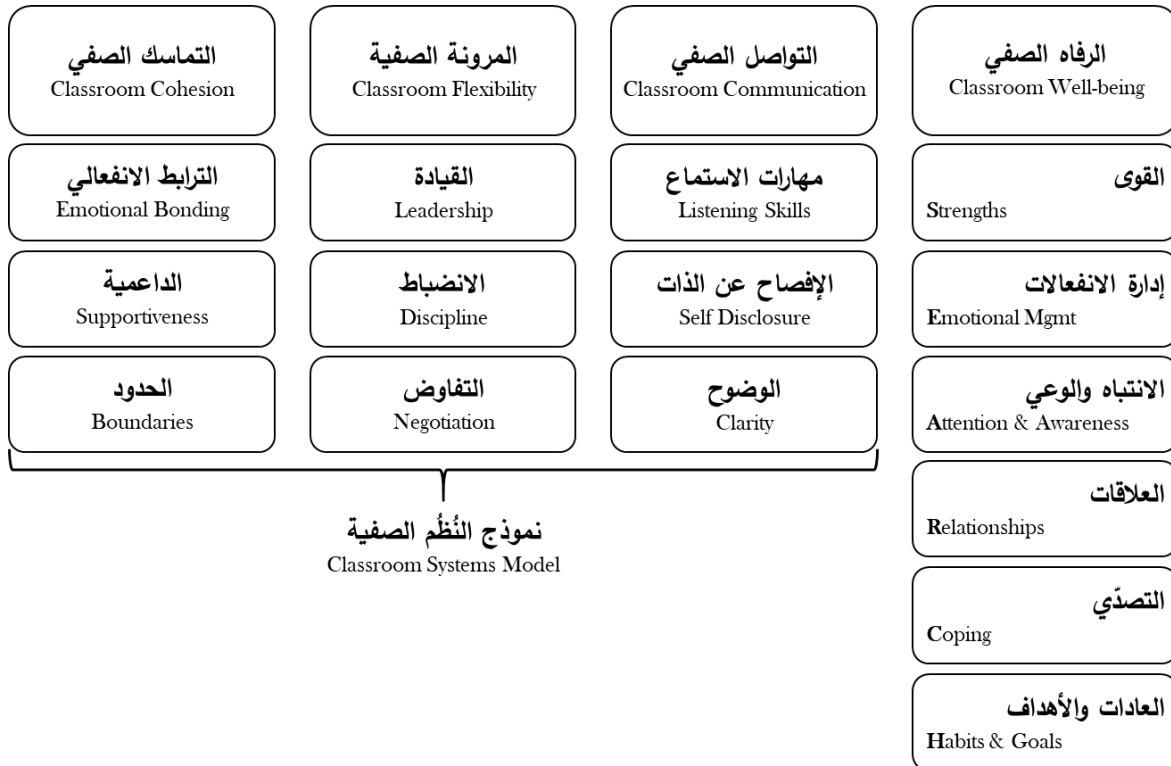 التماسك الصفي
Classroom Cohesion
الترابط الانفعالي
Emotional Bonding
الداعمية
Supportiveness
الحدود
Boundaries
المرونة الصفية
Classroom Flexibility
القيادة
Leadership
الانضباط
Discipline
التفاوض
Negotiation
التواصل الصفي
Classroom Communication
مهارات الاستماع
Listening Skills
الإفصاح عن الذات
Self Disclosure
الوضوح
Clarity
نموذج النُظُم الصفية
Classroom Systems Model
الرفاه الصفي
Classroom Well-being
القوى
Strengths
إدارة الانفعالات
Emotional Mgmt
الانتباه والوعي
Attention & Awareness
العلاقات
Relationships
التصدّي
Coping
العادات والأهداف
Habits & Goals